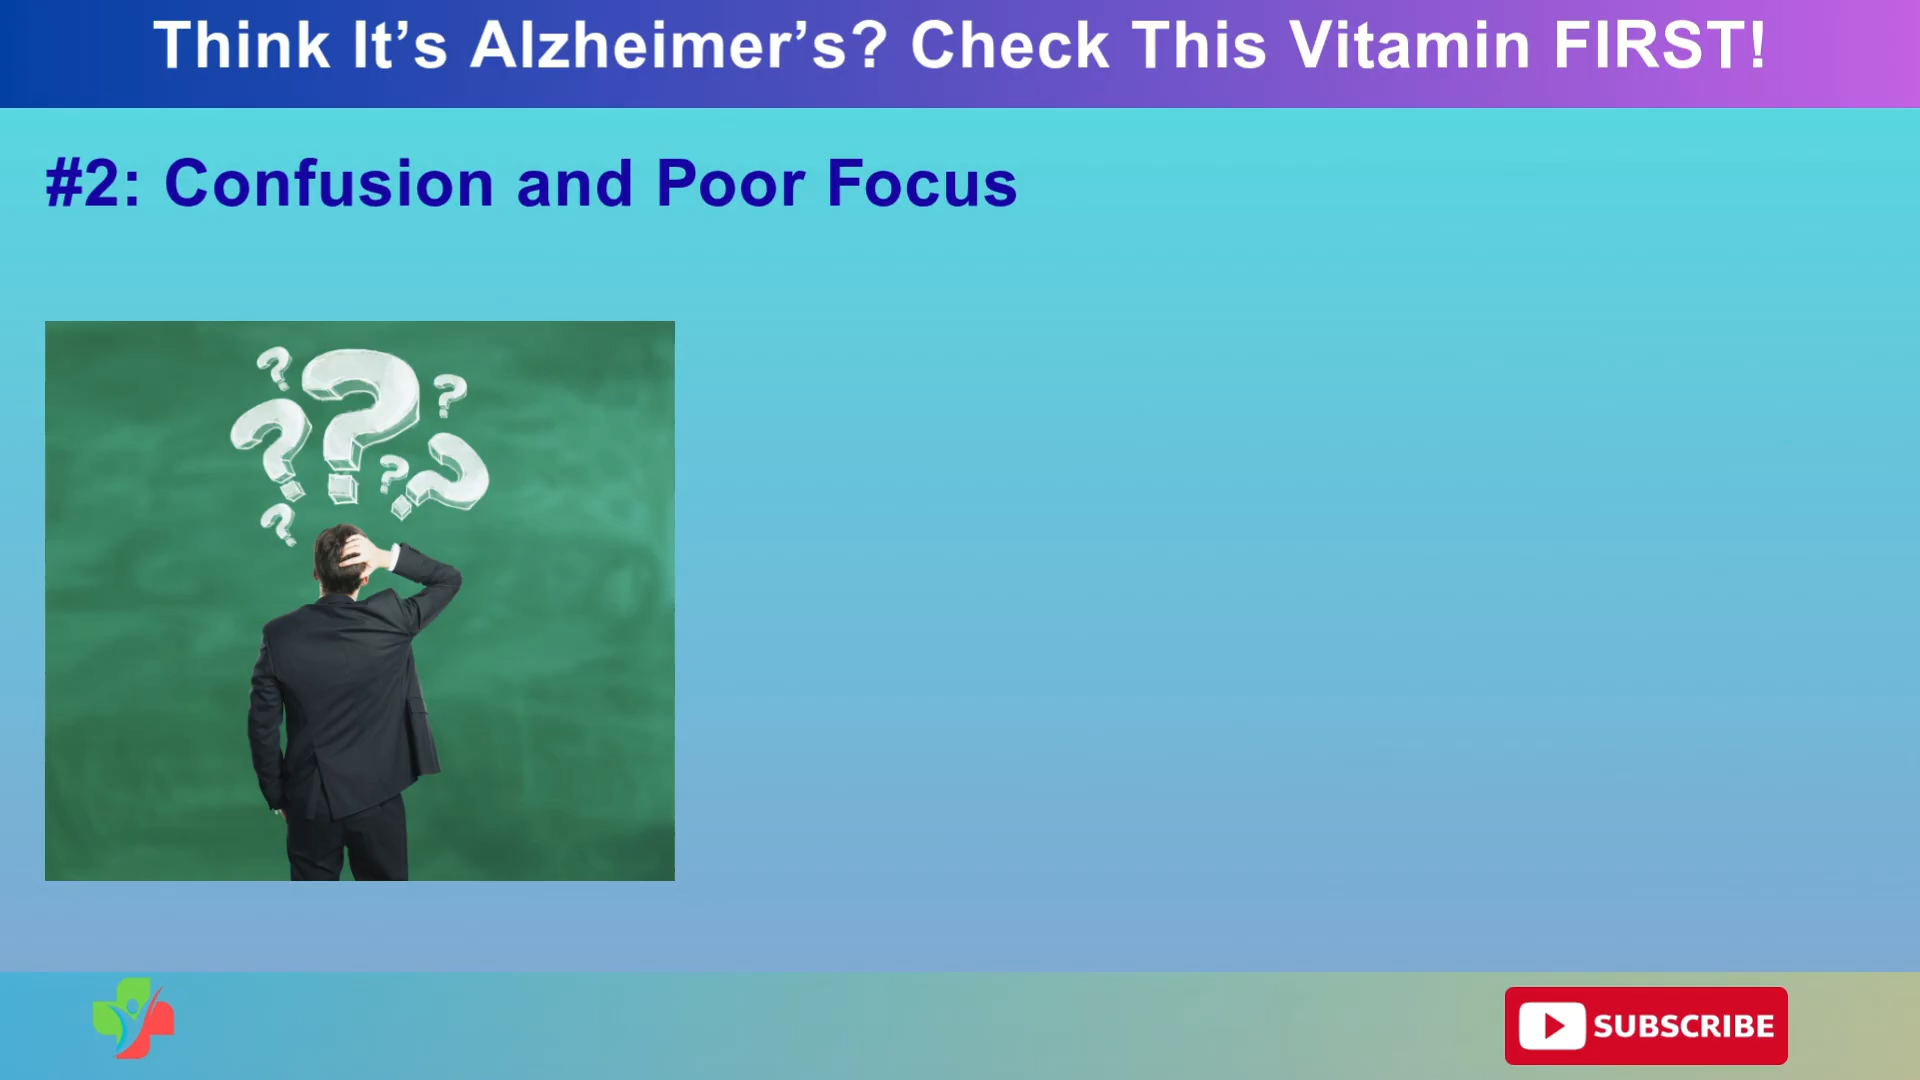 Think It’s Alzheimer’s? Check This Vitamin FIRST!
#2: Confusion and Poor Focus
? ? ? ? ? ? ?
SUBSCRIBE